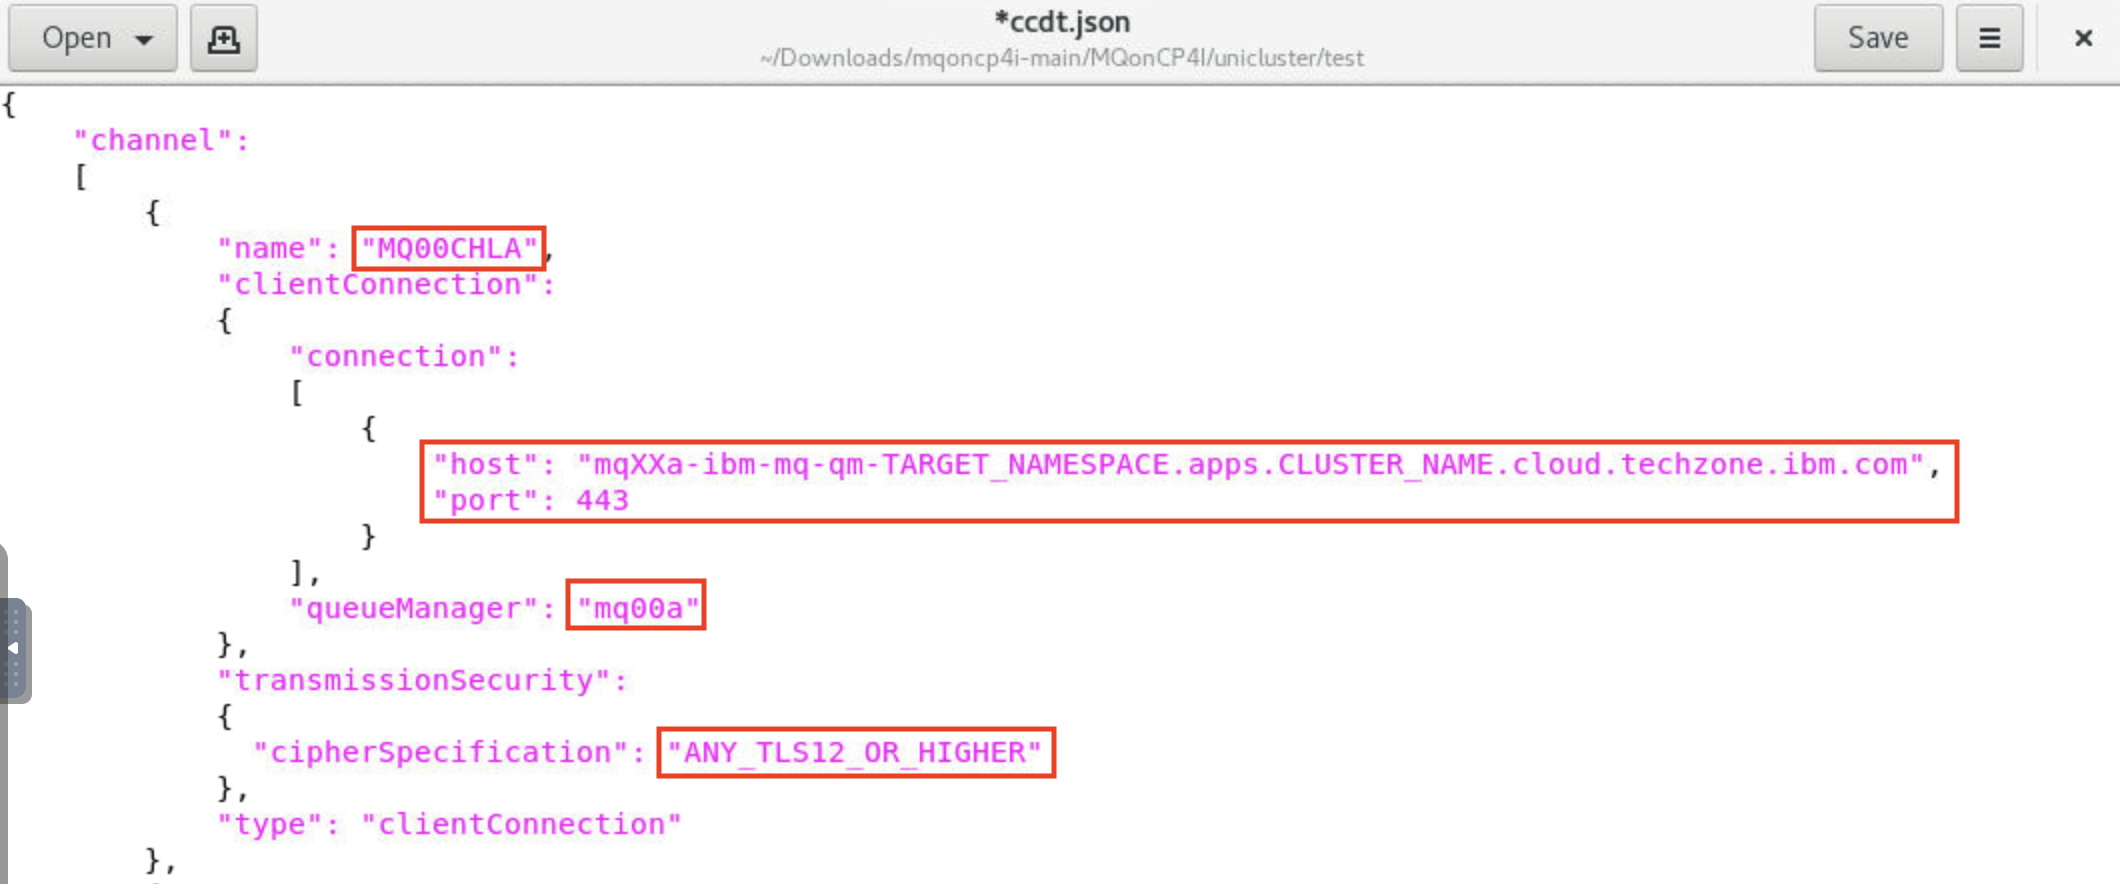 Open
*ccdt.json
~/Downloads/mqoncp4i-main/MQonCP4I/unicluster/test
Save
{
"channel":
[
{
"name": "MQ00CHLA",
"clientConnection":
{
"connection":
[
{
"host": "mqXXa-ibm-mq-qm-TARGET_NAMESPACE.apps.CLUSTER_NAME.cloud.techzone.ibm.com",
"port": 443
}
],
"queueManager": "mq00a"
},
"transmissionSecurity":
{
"cipherSpecification": "ANY_TLS12_OR_HIGHER"
},
"type": "clientConnection"
},